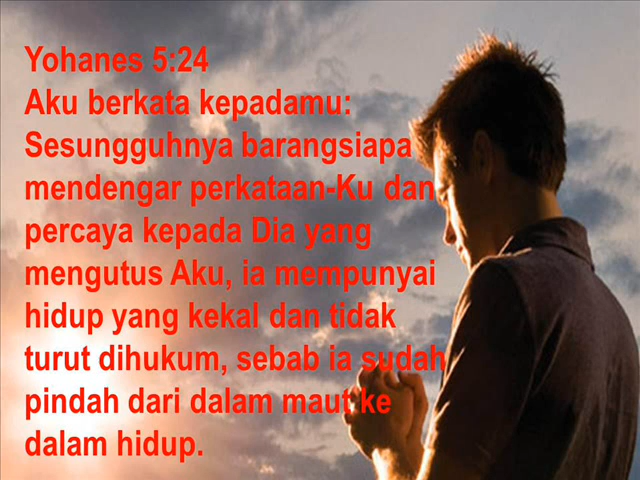 Yohanes 5:24
Aku berkata kepadamu:
Sesungguhnya barangsiapa
mendengar perkataan-Ku dan
percaya kepada Dia yang
mengutus Aku, ia mempunyai
hidup yang kekal dan tidak
turut dihukum, sebab ia sudah
pindah dari dalam maut ke
dalam hidup.